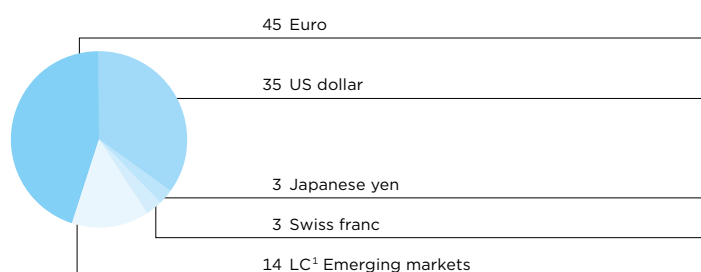 45 Euro
35 US dollar
3 Japanese yen
3 Swiss franc
14 LC¹ Emerging markets